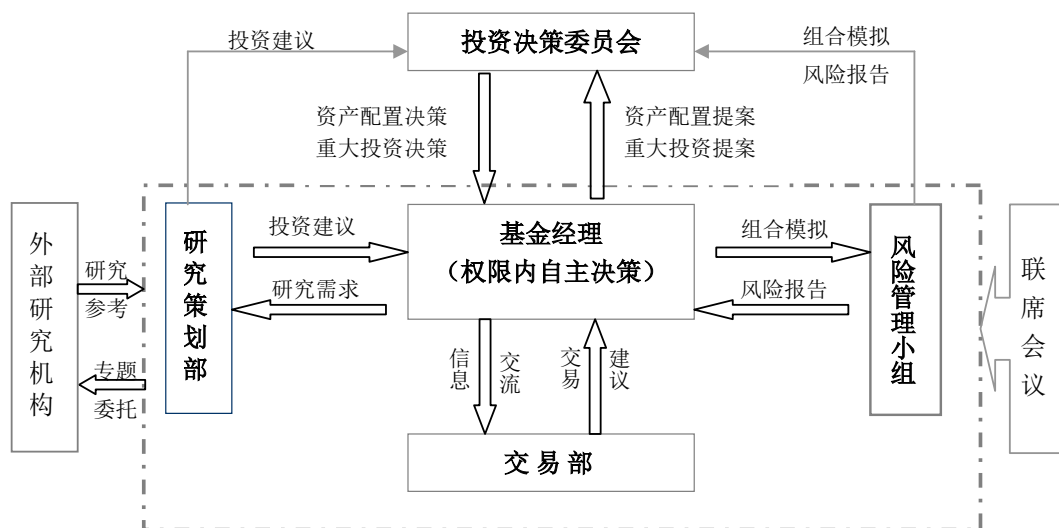 投资决策委员会
投资建议
组合模拟
风险报告
资产配置决策
重大投资决策
资产配置提案
重大投资提案
外部研究机构
研究
参考
专题
委托
研究策划部
投资建议
研究需求
基金经理
（权限内自主决策）
组合模拟
风险报告
风险管理小组
联席会议
信息
交流
交易
建议
交易部